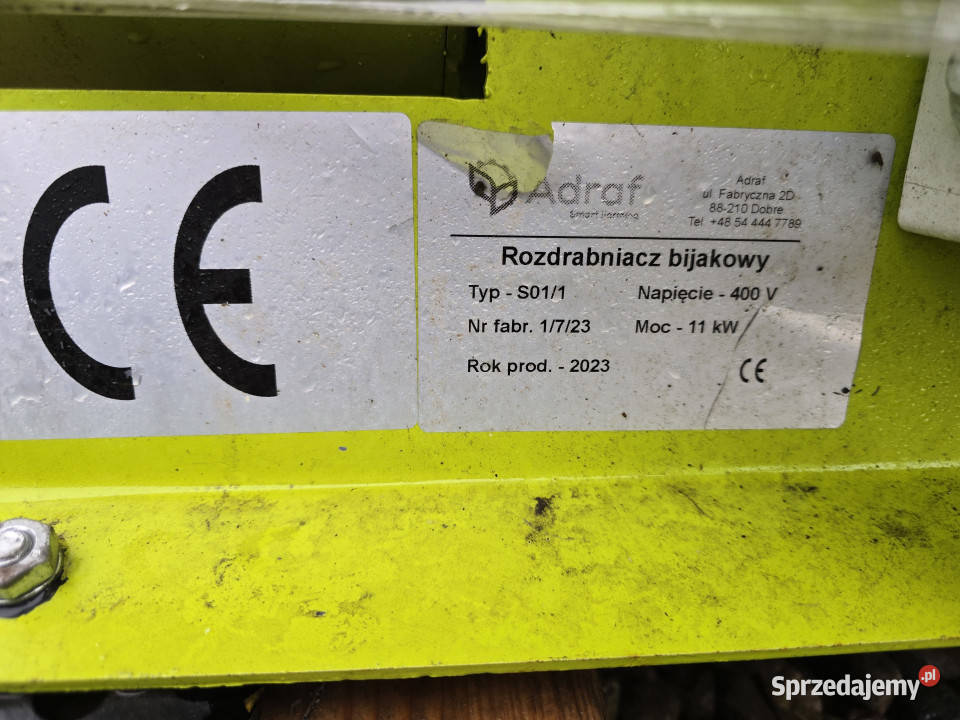 CE
Adraf
Smart farming
Adraf
ul. Fabryczna 2D
88-210 Dobre
Tel. +48 54 444 7789
Rozdrabniacz bijakowy
Typ - S01/1 Napięcie - 400 V
Nr fabr. 1/7/23 Moc - 11 kW
Rok prod. - 2023 CE
Sprzedajemy.pl